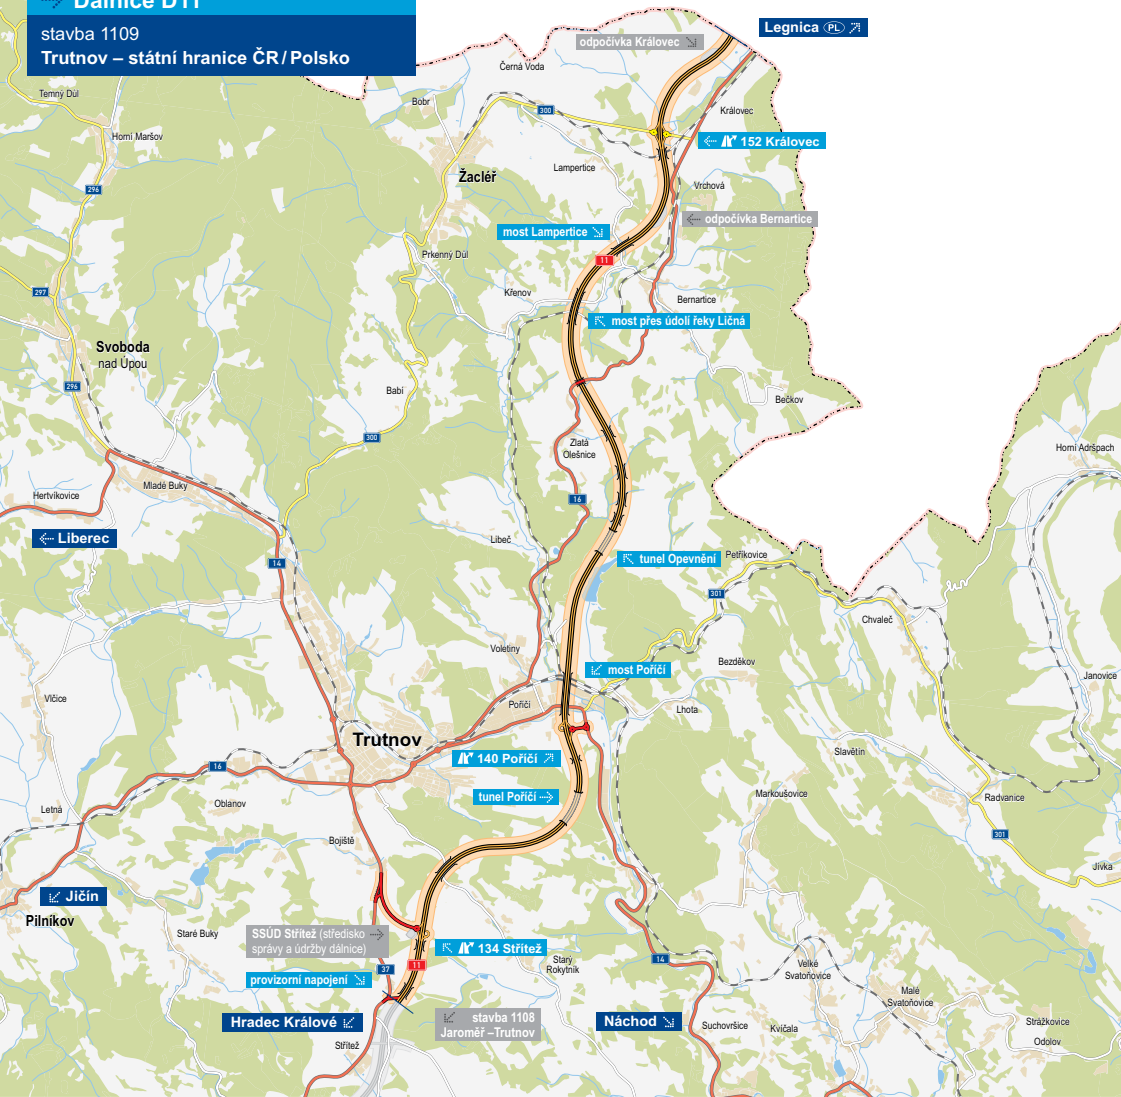 Dálnice D11
stavba 1109
Trutnov – státní hranice ČR / Polsko
Legnica PL
odpočívka Královec
Černá Voda
Temný Důl
Bobr
300
Královec
Horní Maršov
152 Královec
Lampertice
Žacléř
Vrchová
296
odpočívka Bernartice
most Lampertice
Prkenný Důl
11
297
Křenov
Bernartice
most přes údolí řeky Ličná
Svoboda
nad Úpou
296
Babí
Bečkov
300
Zlatá
Olešnice
Horní Adršpach
Mladé Buky
Hertvíkovice
16
Liberec
Libeč
14
tunel Opevnění
Petříkovice
301
Chvaleč
Voletiny
most Poříčí
Bezděkov
Janovice
Vlčice
Poříčí
Lhota
Trutnov
Slavětín
140 Poříčí
16
tunel Poříčí
Markoušovice
Radvanice
Letná
Oblanov
301
Bojiště
Jívka
Jičín
Pilníkov
Staré Buky
SSÚD Střítež (středisko
správy a údržby dálnice)
134 Střítež
Starý
Rokytník
14
Velké
Svatoňovice
11
37
provizorní napojení
Malé
Svatoňovice
Hradec Králové
stavba 1108
Jaroměř –Trutnov
Náchod
Suchovršice
Kvíčala
Strážkovice
Odolov
Střítež